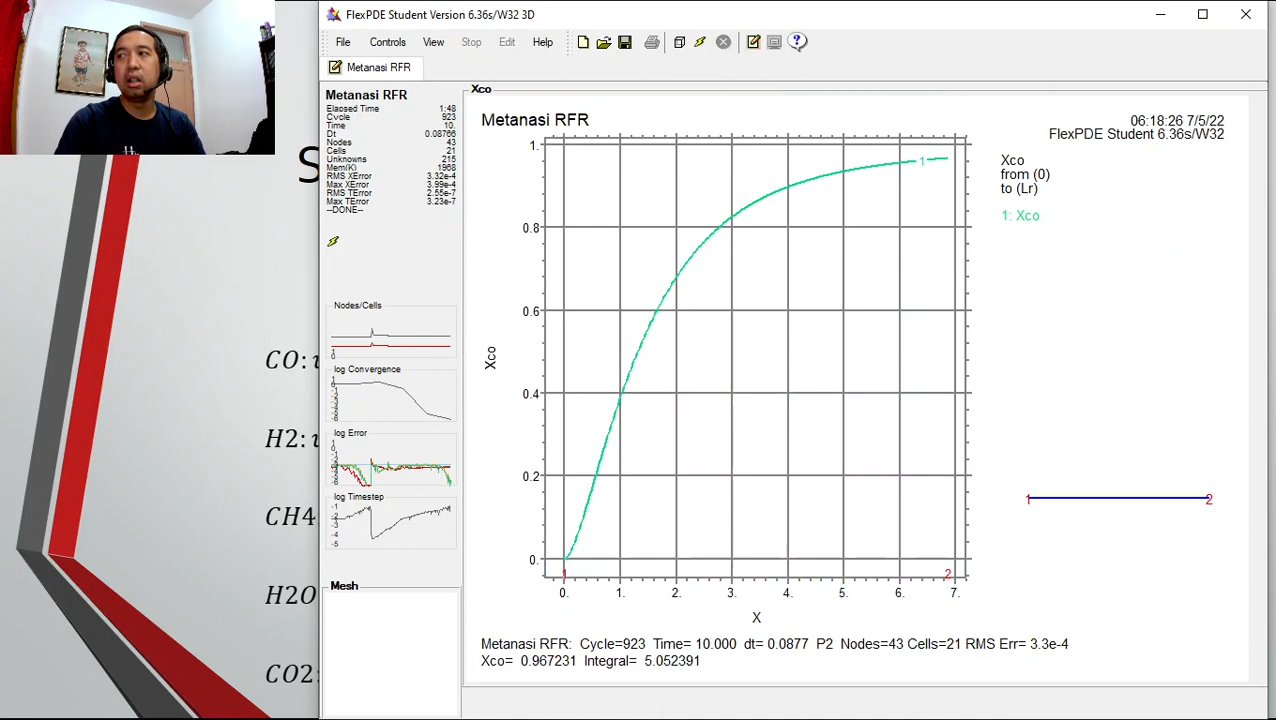 FlexPDE Student Version 6.36s/W32 3D
File Controls View Stop Edit Help
Metanasi RFR
Metanasi RFR
Elapsed Time 1:48
Cycle 923
Time 10.
Dt 0.08766
Nodes 43
Cells 21
Unknowns 215
Mem(K) 1968
RMS XError 3.32e-4
Max XError 3.99e-4
RMS TError 2.55e-7
Max TError 3.23e-7
--DONE--
Nodes/Cells
log Convergence
log Error
log Timestep
Mesh
Xco
Metanasi RFR
06:18:26 7/5/22
FlexPDE Student 6.36s/W32
Xco
from (0)
to (Lr)
1: Xco
1.
0.8
0.6
0.4
0.2
0.
Xco
1
1 2
0. 1. 2. 3. 4. 5. 6. 7.
X
1 2
Metanasi RFR: Cycle=923 Time= 10.000 dt= 0.0877 P2 Nodes=43 Cells=21 RMS Err= 3.3e-4
Xco= 0.967231 Integral= 5.052391
S
CO:
H2:
CH4
H2O
CO2: